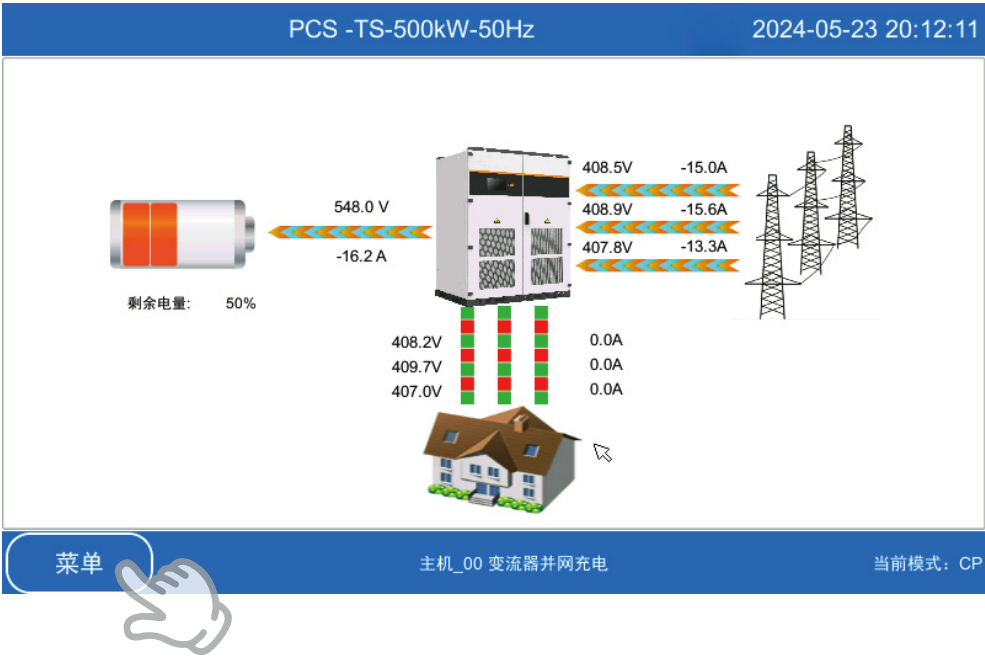 PCS -TS-500kW-50Hz 2024-05-23 20:12:11
408.5V -15.0A
548.0 V 408.9V -15.6A
-16.2 A 407.8V -13.3A
剩余电量: 50%
408.2V 0.0A
409.7V 0.0A
407.0V 0.0A
菜单 主机_00 变流器并网充电 当前模式：CP